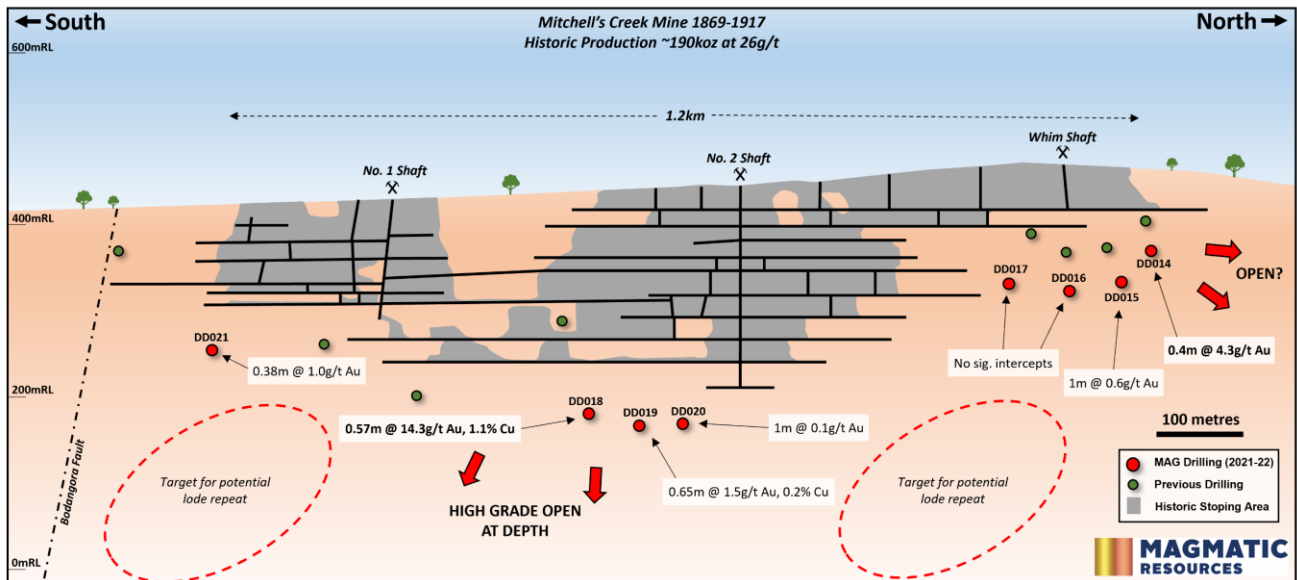 ← South
Mitchell's Creek Mine 1869-1917
Historic Production ~190koz at 26g/t
North →
600mRL
1.2km
Whim Shaft
No. 2 Shaft
No. 1 Shaft
400mRL
DD014
OPEN?
DD017
DD016
DD015
DD021
0.4m @ 4.3g/t Au
No sig. intercepts
0.38m @ 1.0g/t Au
1m @ 0.6g/t Au
200mRL
DD018
DD019
DD020
0.57m @ 14.3g/t Au, 1.1% Cu
1m @ 0.1g/t Au
100 metres
MAG Drilling (2021-22)
Previous Drilling
Historic Stoping Area
Bodangora Fault
Target for potential
lode repeat
0.65m @ 1.5g/t Au, 0.2% Cu
Target for potential
lode repeat
HIGH GRADE OPEN
AT DEPTH
MAGMATIC
RESOURCES
0mRL